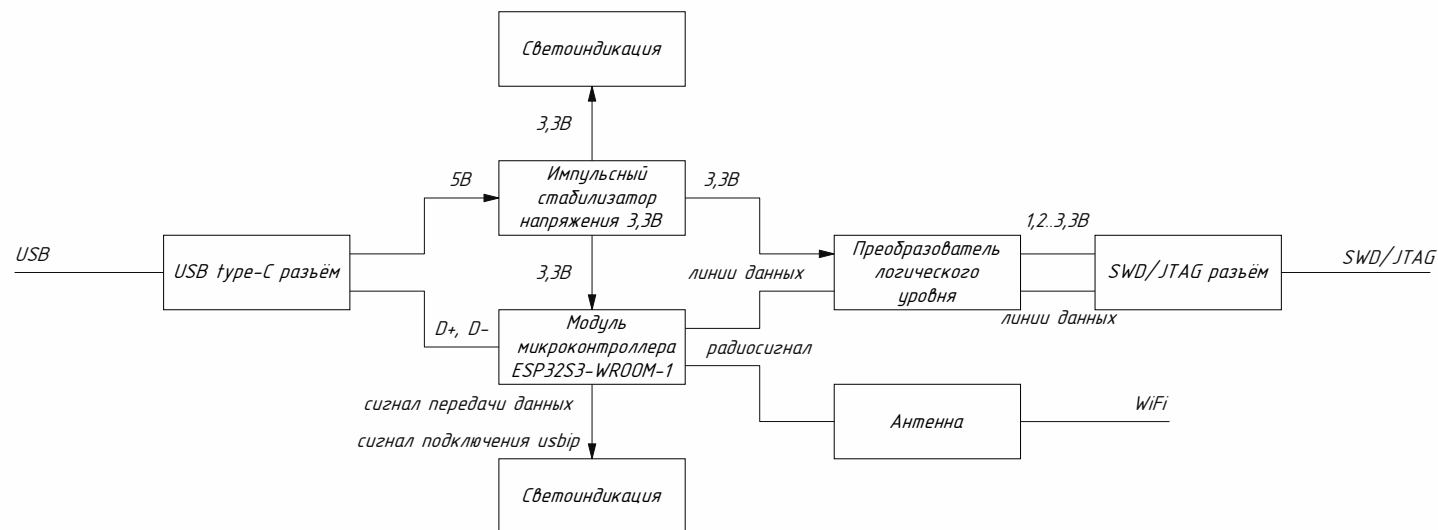 Светоиндикация
3,3В
Импульсный
стабилизатор
напряжения 3,3В
5В
3,3В
USB
USB type-C разъём
3,3В
линии данных
Преобразователь
логического
уровня
1,2..3,3В
SWD/JTAG разъём
SWD/JTAG
линии данных
D+, D-
Модуль
микроконтроллера
ESP32S3-WROOM-1
радиосигнал
Антенна
WiFi
сигнал передачи данных
сигнал подключения usbip
Светоиндикация